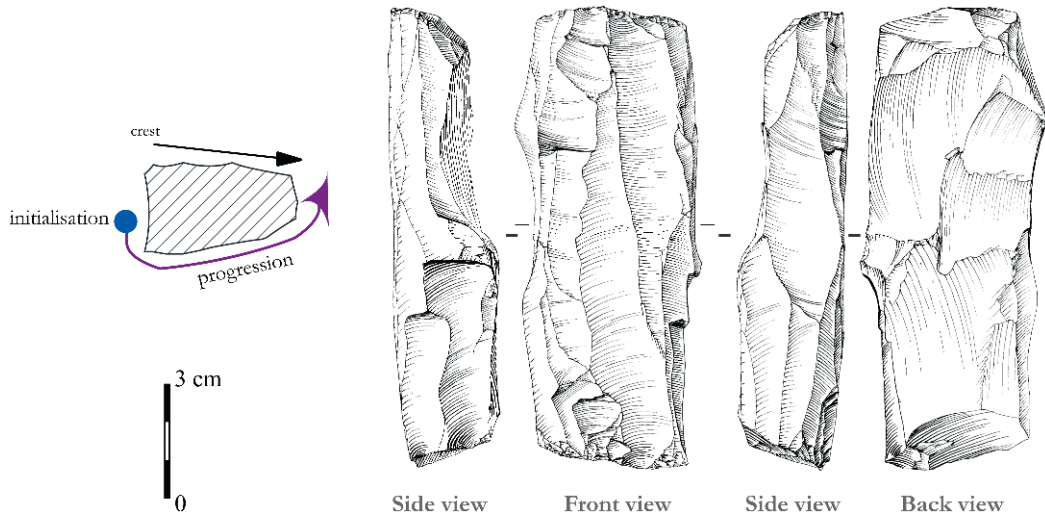 crest
initialisation
progression
3 cm
0
Side view
Front view
Side view
Back view